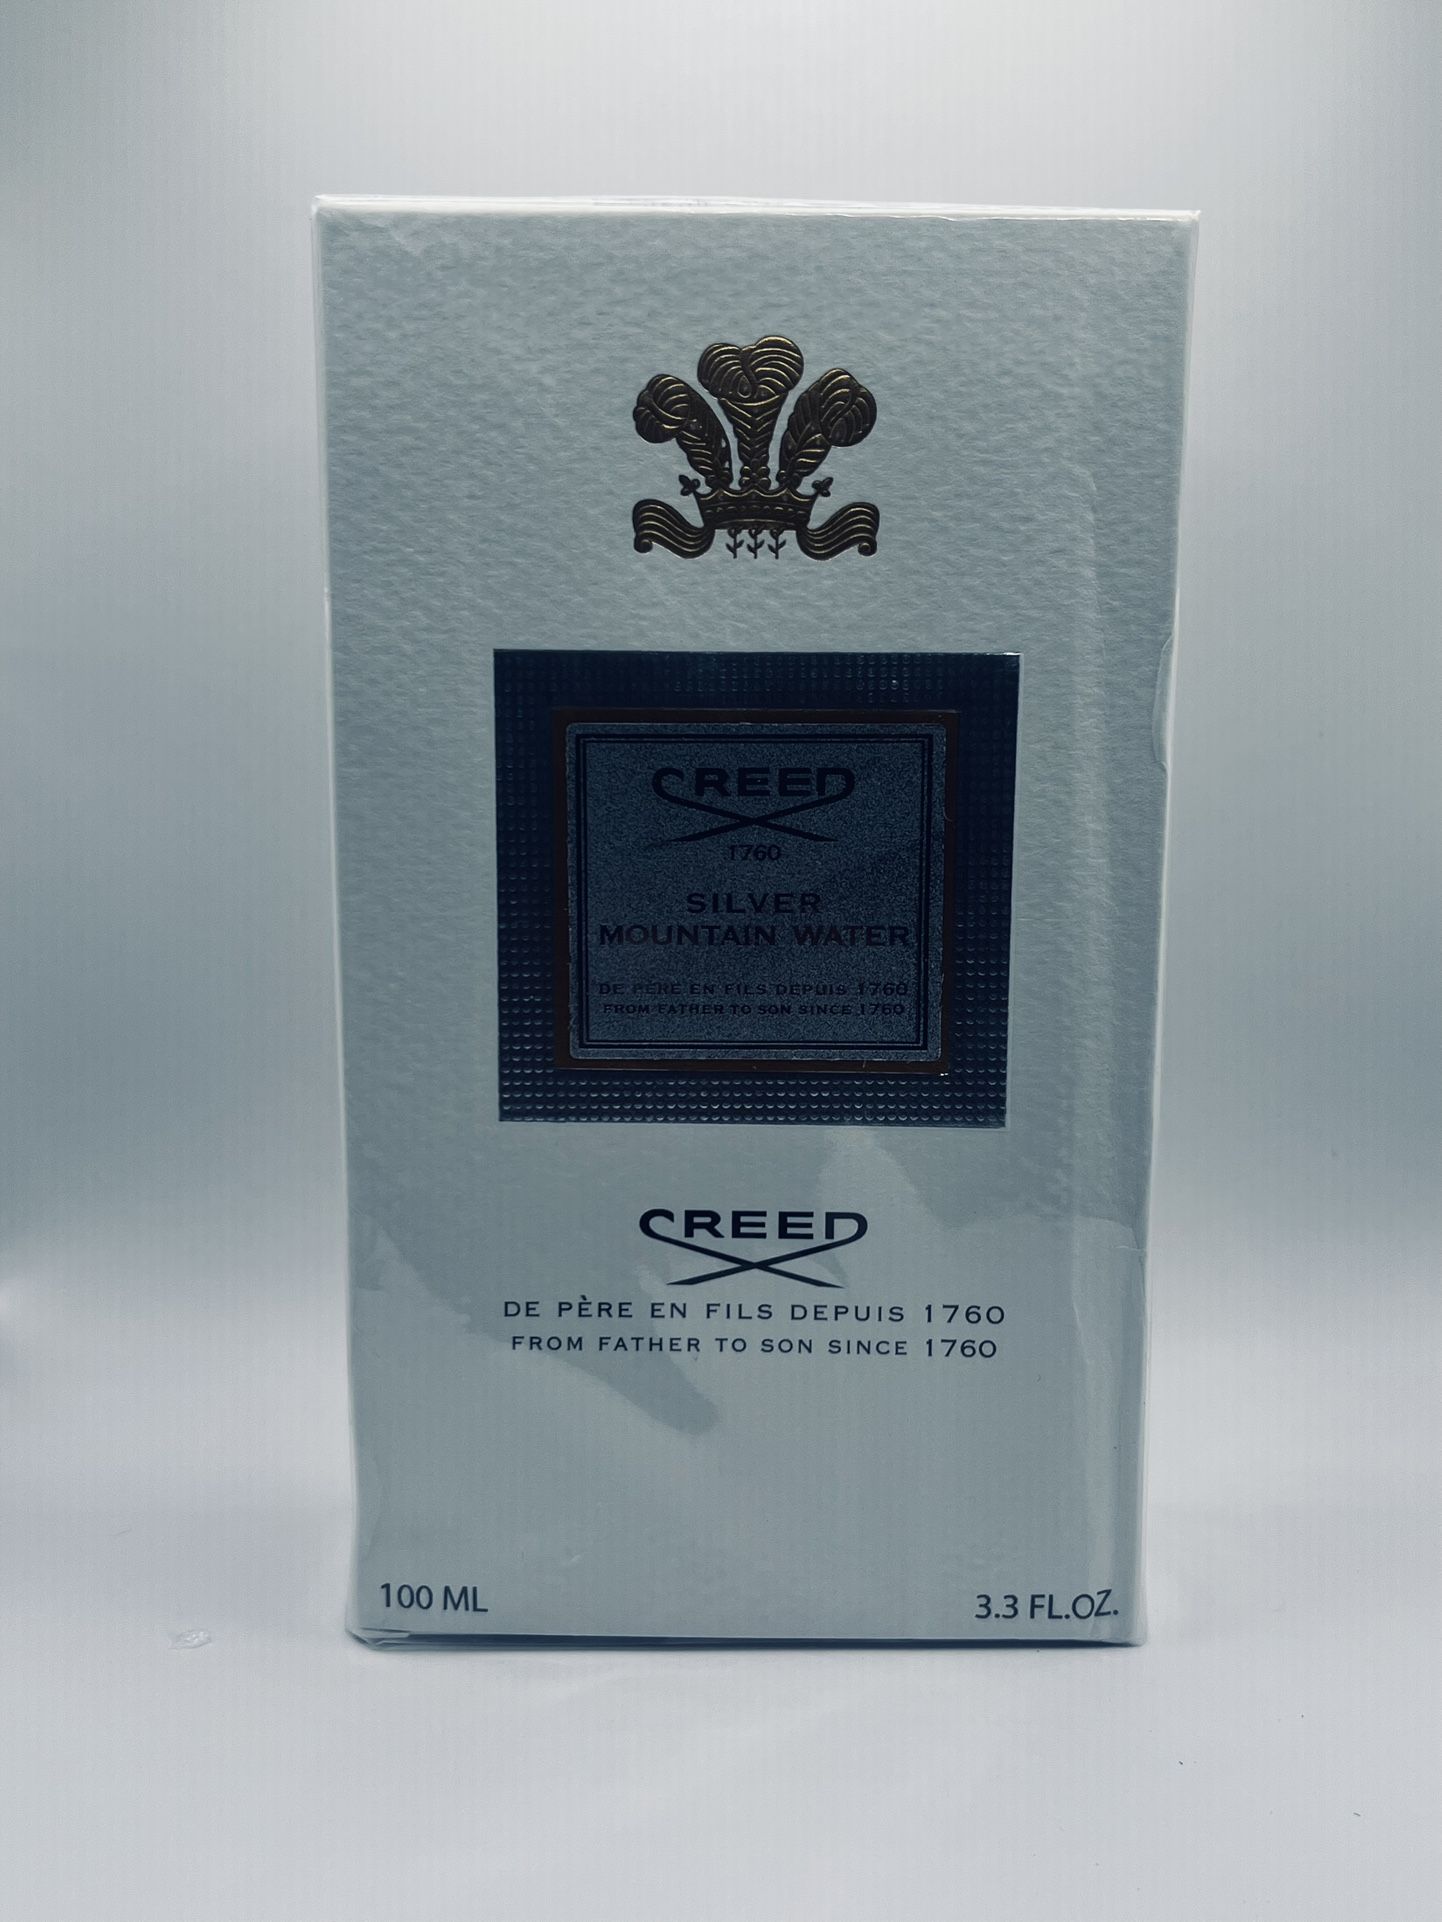 CREED
1760
SILVER
MOUNTAIN WATER
DE PÈRE EN FILS DEPUIS 1760
FROM FATHER TO SON SINCE 1760
CREED
DE PÈRE EN FILS DEPUIS 1760
FROM FATHER TO SON SINCE 1760
100 ML
3.3 FL.OZ.